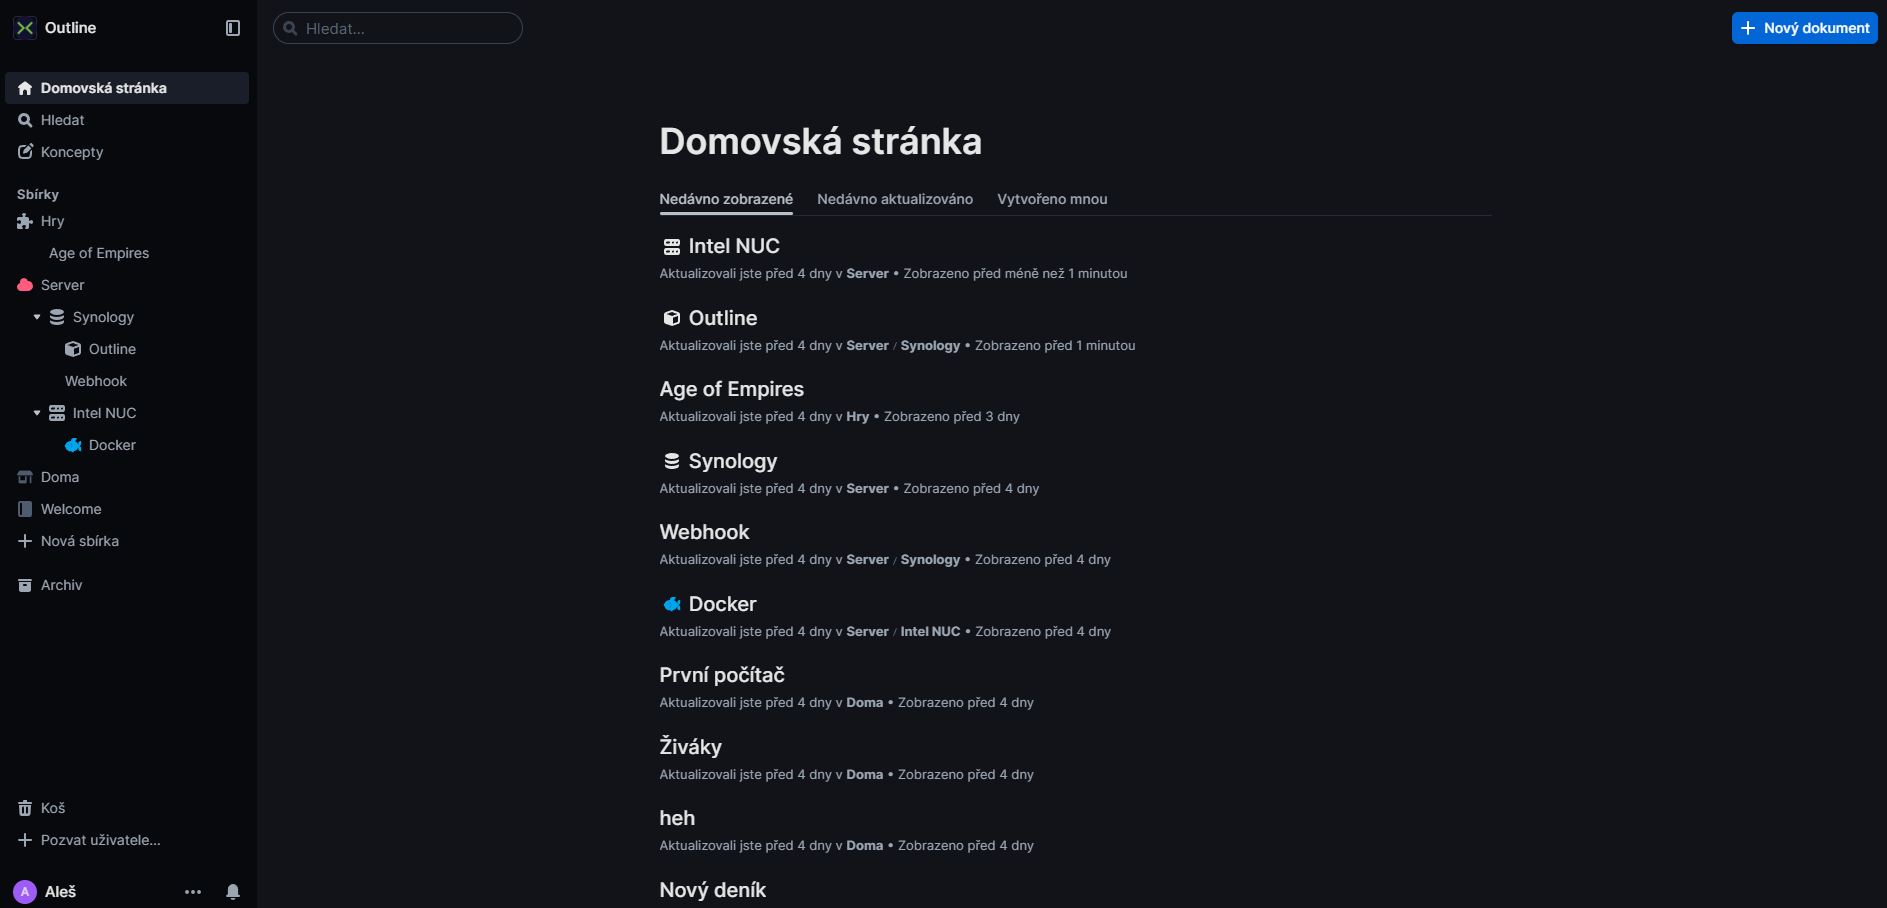 Outline
Domovská stránka
Hledat
Koncepty
Sbírky
Hry
Age of Empires
Server
Synology
Outline
Webhook
Intel NUC
Docker
Doma
Welcome
Nová sbírka
Archiv
Koš
Pozvat uživatele...
A Aleš
Hledat...
Nový dokument
Domovská stránka
Nedávno zobrazené Nedávno aktualizováno Vytvořeno mnou
Intel NUC
Aktualizovali jste před 4 dny v Server • Zobrazeno před méně než 1 minutou
Outline
Aktualizovali jste před 4 dny v Server / Synology • Zobrazeno před 1 minutou
Age of Empires
Aktualizovali jste před 4 dny v Hry • Zobrazeno před 3 dny
Synology
Aktualizovali jste před 4 dny v Server • Zobrazeno před 4 dny
Webhook
Aktualizovali jste před 4 dny v Server / Synology • Zobrazeno před 4 dny
Docker
Aktualizovali jste před 4 dny v Server / Intel NUC • Zobrazeno před 4 dny
První počítač
Aktualizovali jste před 4 dny v Doma • Zobrazeno před 4 dny
Živáky
Aktualizovali jste před 4 dny v Doma • Zobrazeno před 4 dny
heh
Aktualizovali jste před 4 dny v Doma • Zobrazeno před 4 dny
Nový deník